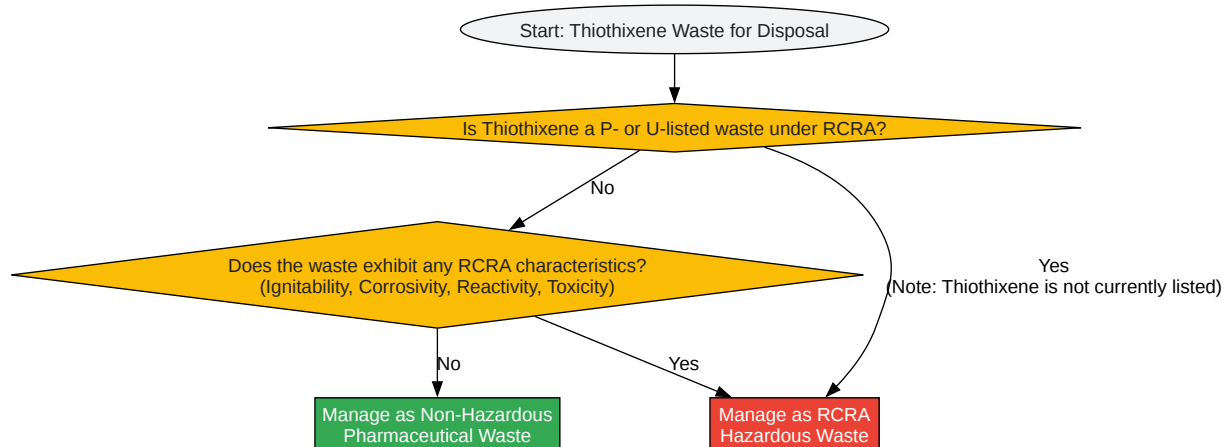 Start: Thiothixene Waste for Disposal
Is Thiothixene a P- or U-listed waste under RCRA?
No
Does the waste exhibit any RCRA characteristics?
(Ignitability, Corrosivity, Reactivity, Toxicity)
Yes
(Note: Thiothixene is not currently listed)
No
Yes
Manage as Non-Hazardous
Pharmaceutical Waste
Manage as RCRA
Hazardous Waste